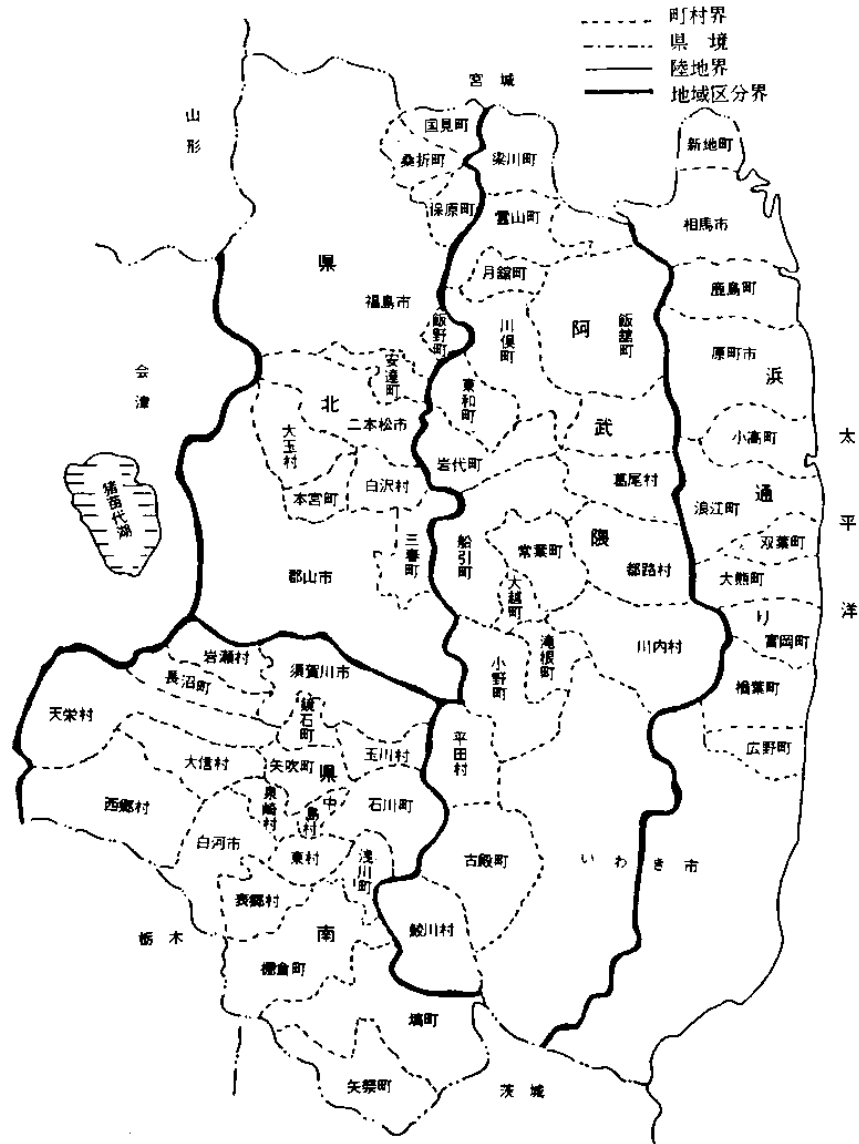 町村界
県境
陸地界
地域区分界
宮城
山形
国見町
桑折町
梁川町
新地町
保原町
霊山町
相馬市
県
月舘町
鹿島町
福島市
飯野町
川俣町
阿
飯舘町
原町市
浜
会津
安達町
北
東和町
二本松市
武
大玉村
小高町
太平洋
岩代町
白沢村
葛尾村
本宮町
猪苗代湖
浪江町
通
双葉町
三春町
船引町
常葉町
隈
都路村
大熊町
郡山市
大越町
り
富岡町
川内村
滝根町
小野町
岩瀬村
須賀川市
長沼町
楢葉町
天栄村
鏡石町
玉川村
平田村
広野町
大信村
矢吹町
県
西郷村
泉崎村
中島村
石川町
白河市
東村
浅川町
古殿町
いわき市
表郷村
南
鮫川村
栃木
棚倉町
塙町
矢祭町
茨城